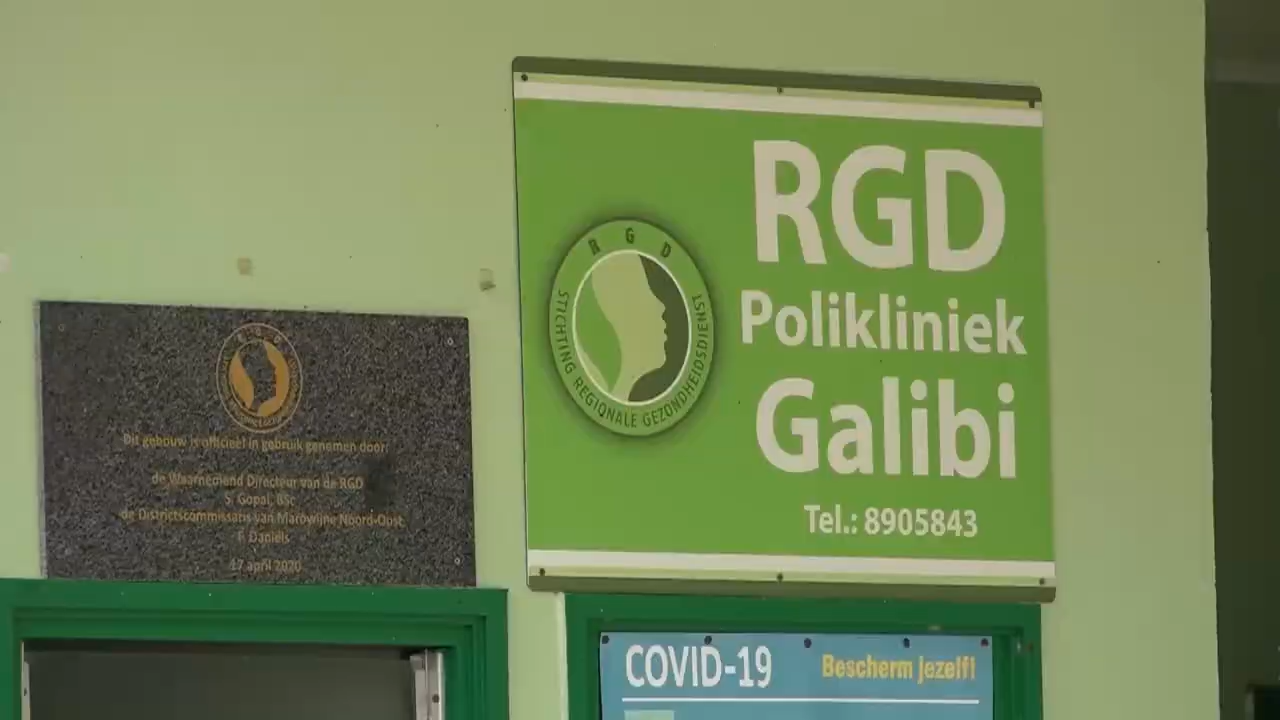 Dit gebouw is officieel in gebruik genomen door:
de Waarnemend Directeur van de RGD
S. Gopal, BSc
de Districtscommissaris van Marowijne Noord-Oost
F. Daniels
17 april 2020
RGD
STICHTING REGIONALE GEZONDHEIDSDIENST
RGD
Polikliniek
Galibi
Tel.: 8905843
COVID-19
Bescherm jezelf!